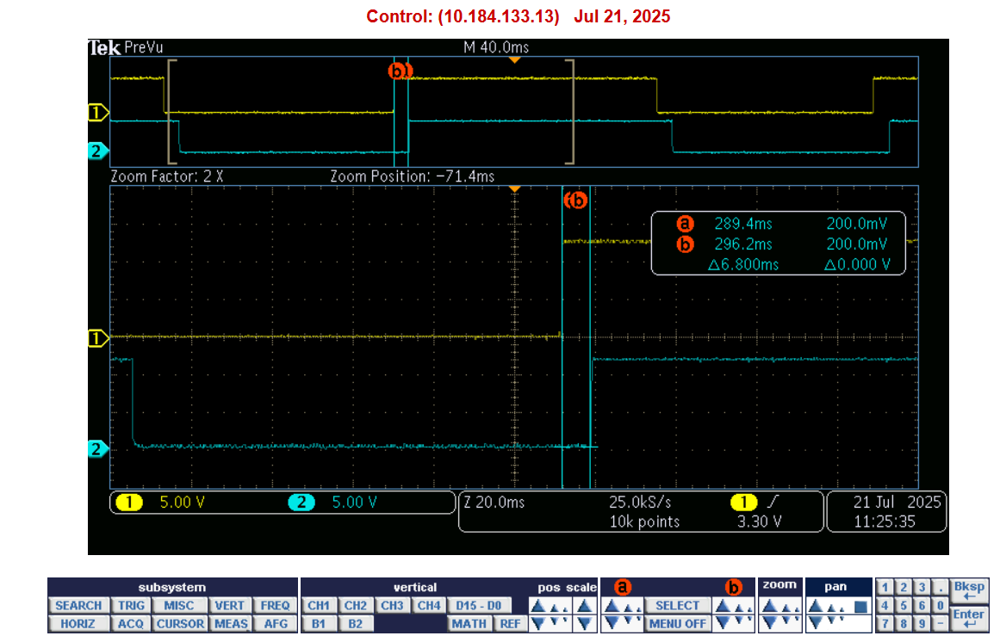 Control: (10.184.133.13) Jul 21, 2025
Tek PreVu M 40.0ms
b
1
2
Zoom Factor: 2 X Zoom Position: −71.4ms
b
a 289.4ms 200.0mV
b 296.2ms 200.0mV
△6.800ms △0.000 V
1
2
1 5.00 V 2 5.00 V
Z 20.0ms 25.0kS/s 1
10k points 3.30 V
21 Jul 2025
11:25:35
subsystem
SEARCH TRIG MISC VERT FREQ
HORIZ ACQ CURSOR MEAS AFG
vertical pos scale
CH1 CH2 CH3 CH4 D15 - D0
B1 B2 MATH REF
a b
SELECT
MENU OFF
zoom
pan
1 2 3 . Bksp
4 5 6 0
7 8 9 − Enter